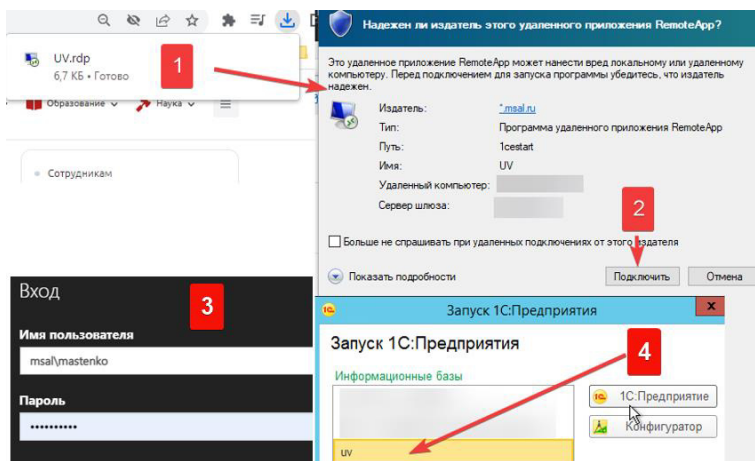 UV.rdp
6,7 КБ • Готово
1
Образование
Наука
Сотрудникам
Надежен ли издатель этого удаленного приложения RemoteApp?
Это удаленное приложение RemoteApp может нанести вред локальному или удаленному
компьютеру. Перед подключением для запуска программы убедитесь, что издатель
надежен.
Издатель: *.msal.ru
Тип: Программа удаленного приложения RemoteApp
Путь: 1cestart
Имя: UV
Удаленный компьютер:
Сервер шлюза:
2
Больше не спрашивать при удаленных подключениях от этого издателя
Показать подробности
Подключить
Отмена
Вход
3
Имя пользователя
msal\mastenko
Пароль
••••••••••
Запуск 1С:Предприятия
x
Запуск 1С:Предприятия
4
Информационные базы
1С:Предприятие
Конфигуратор
uv